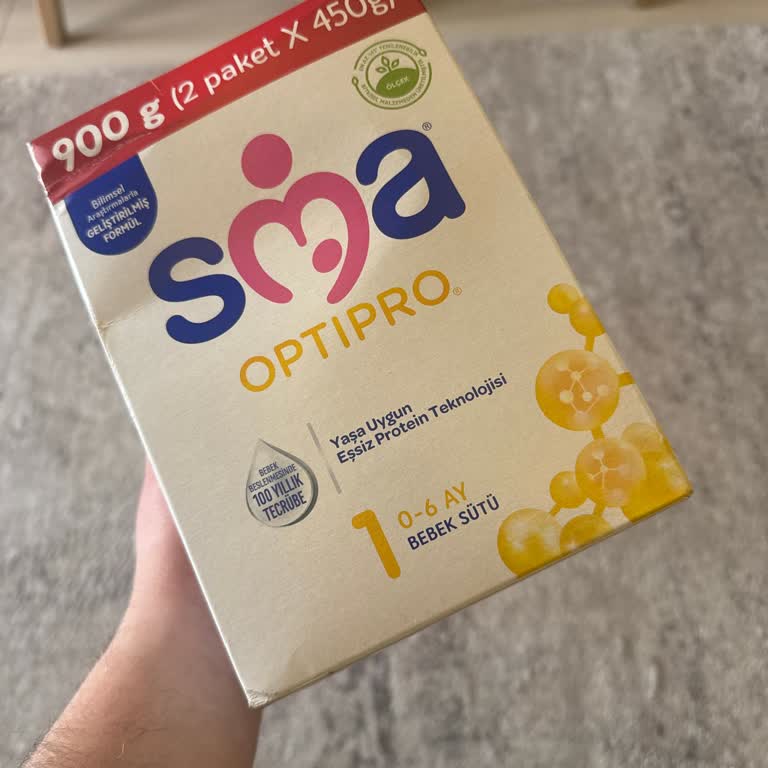 900 g (2 paket X 450g)
ÖLÇEK
Bilimsel
Araştırmalarla
GELİŞTİRİLMİŞ
FORMÜL
sma®
OPTIPRO®
Yaşa Uygun
Eşsiz Protein Teknolojisi
BEBEK
BESLENMESİNDE
100 YILLIK
TECRÜBE
1 0-6 AY
BEBEK SÜTÜ